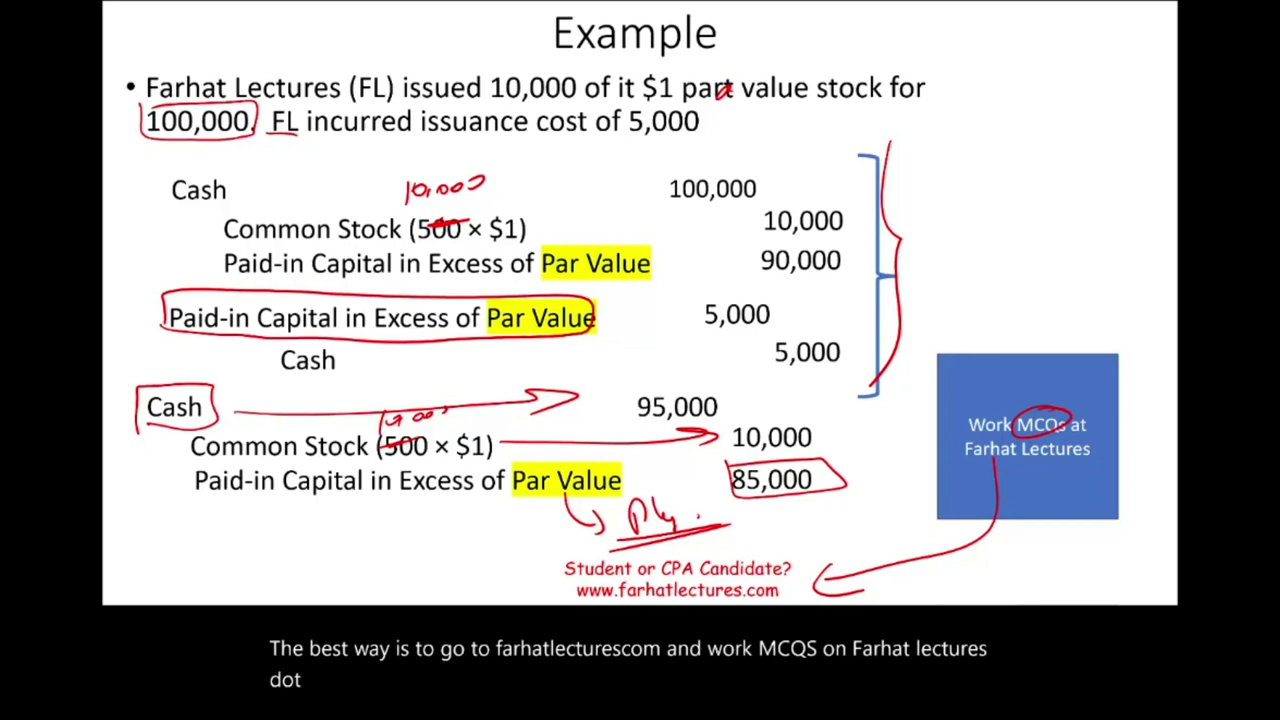 Example
• Farhat Lectures (FL) issued 10,000 of it $1 part value stock for
100,000. FL incurred issuance cost of 5,000
10,000
Cash 100,000
Common Stock (500 × $1) 10,000
Paid-in Capital in Excess of Par Value 90,000
Paid-in Capital in Excess of Par Value 5,000
Cash 5,000
Cash 95,000
Common Stock (500 × $1) 10,000
Paid-in Capital in Excess of Par Value 85,000
Work MCQs at
Farhat Lectures
Student or CPA Candidate?
www.farhatlectures.com
The best way is to go to farhatlecturescom and work MCQS on Farhat lectures
dot